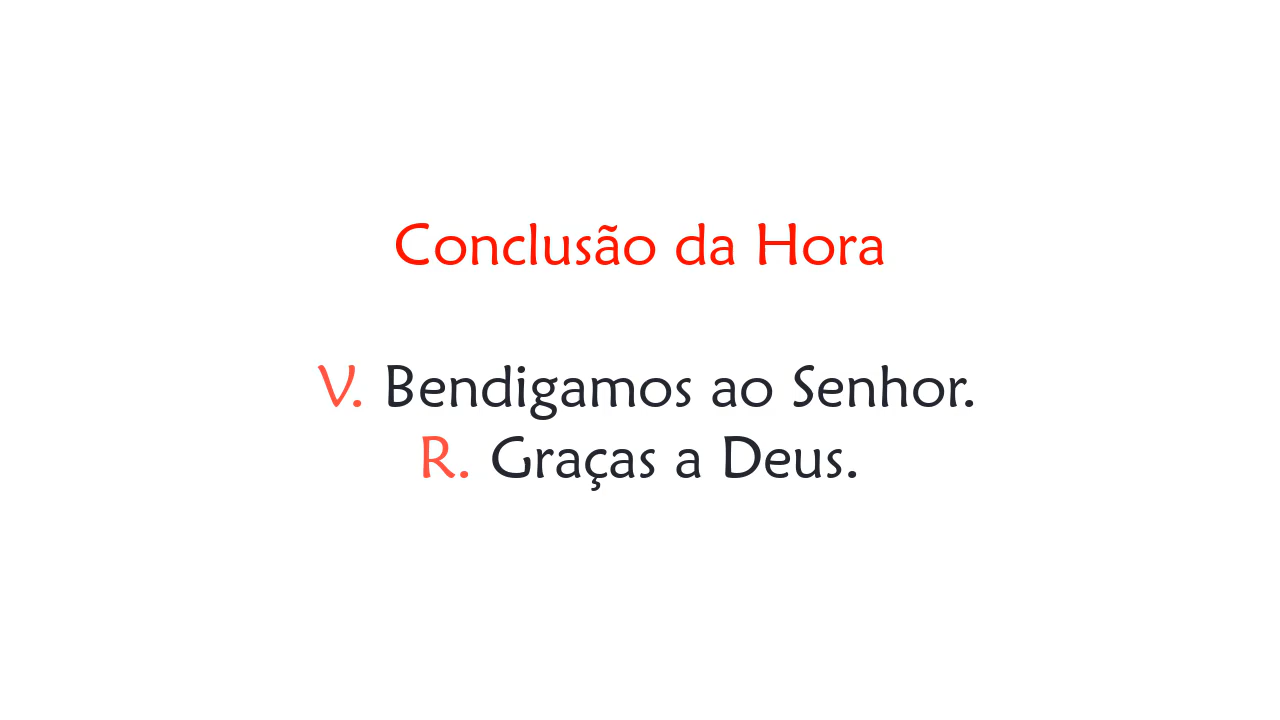 Conclusão da Hora
V. Bendigamos ao Senhor.
R. Graças a Deus.